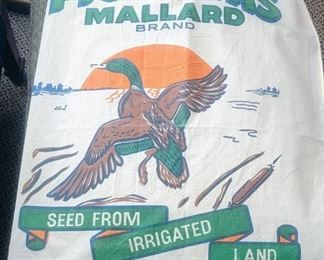 MALLARD
BRAND
SEED FROM
IRRIGATED
LAND